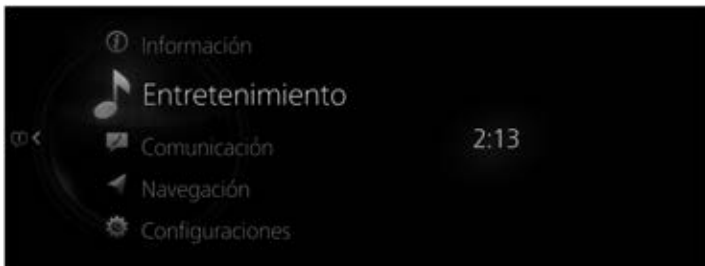 Información
Entretenimiento
Comunicación
2:13
Navegación
Configuraciones